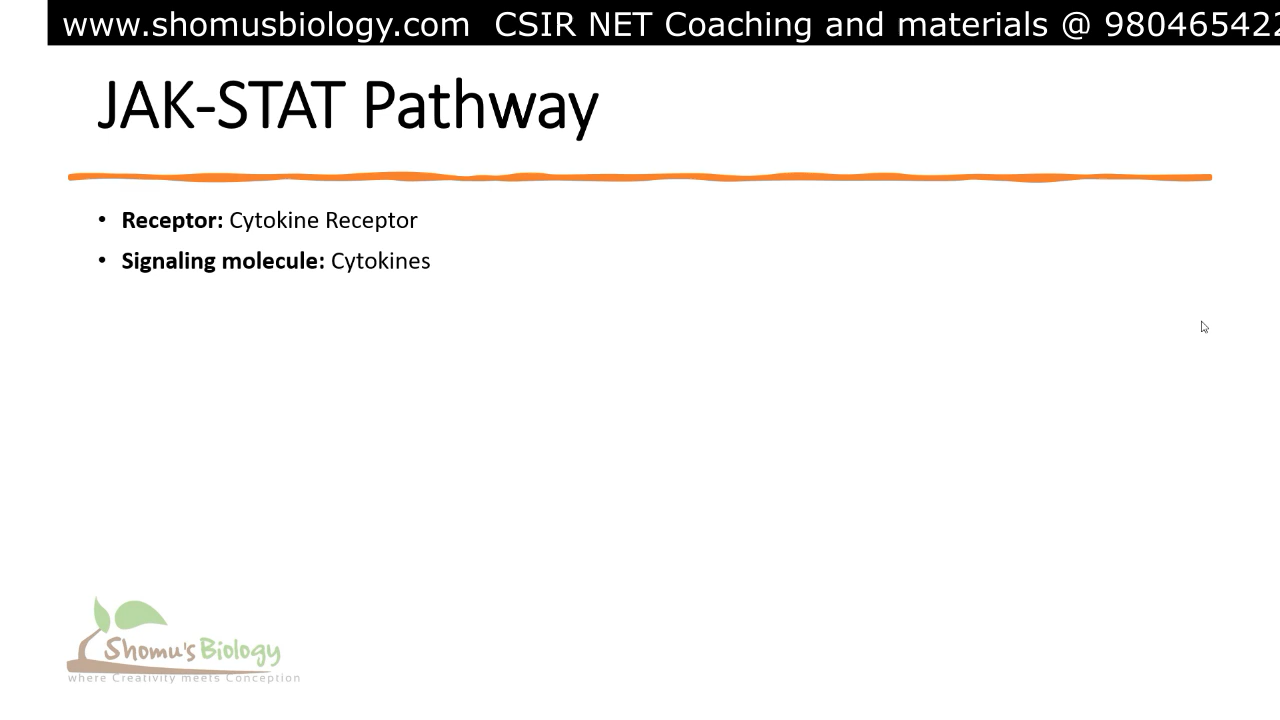 www.shomusbiology.com CSIR NET Coaching and materials @ 980465422
JAK-STAT Pathway
• Receptor: Cytokine Receptor
• Signaling molecule: Cytokines
Shomu's Biology
where Creativity meets Conception